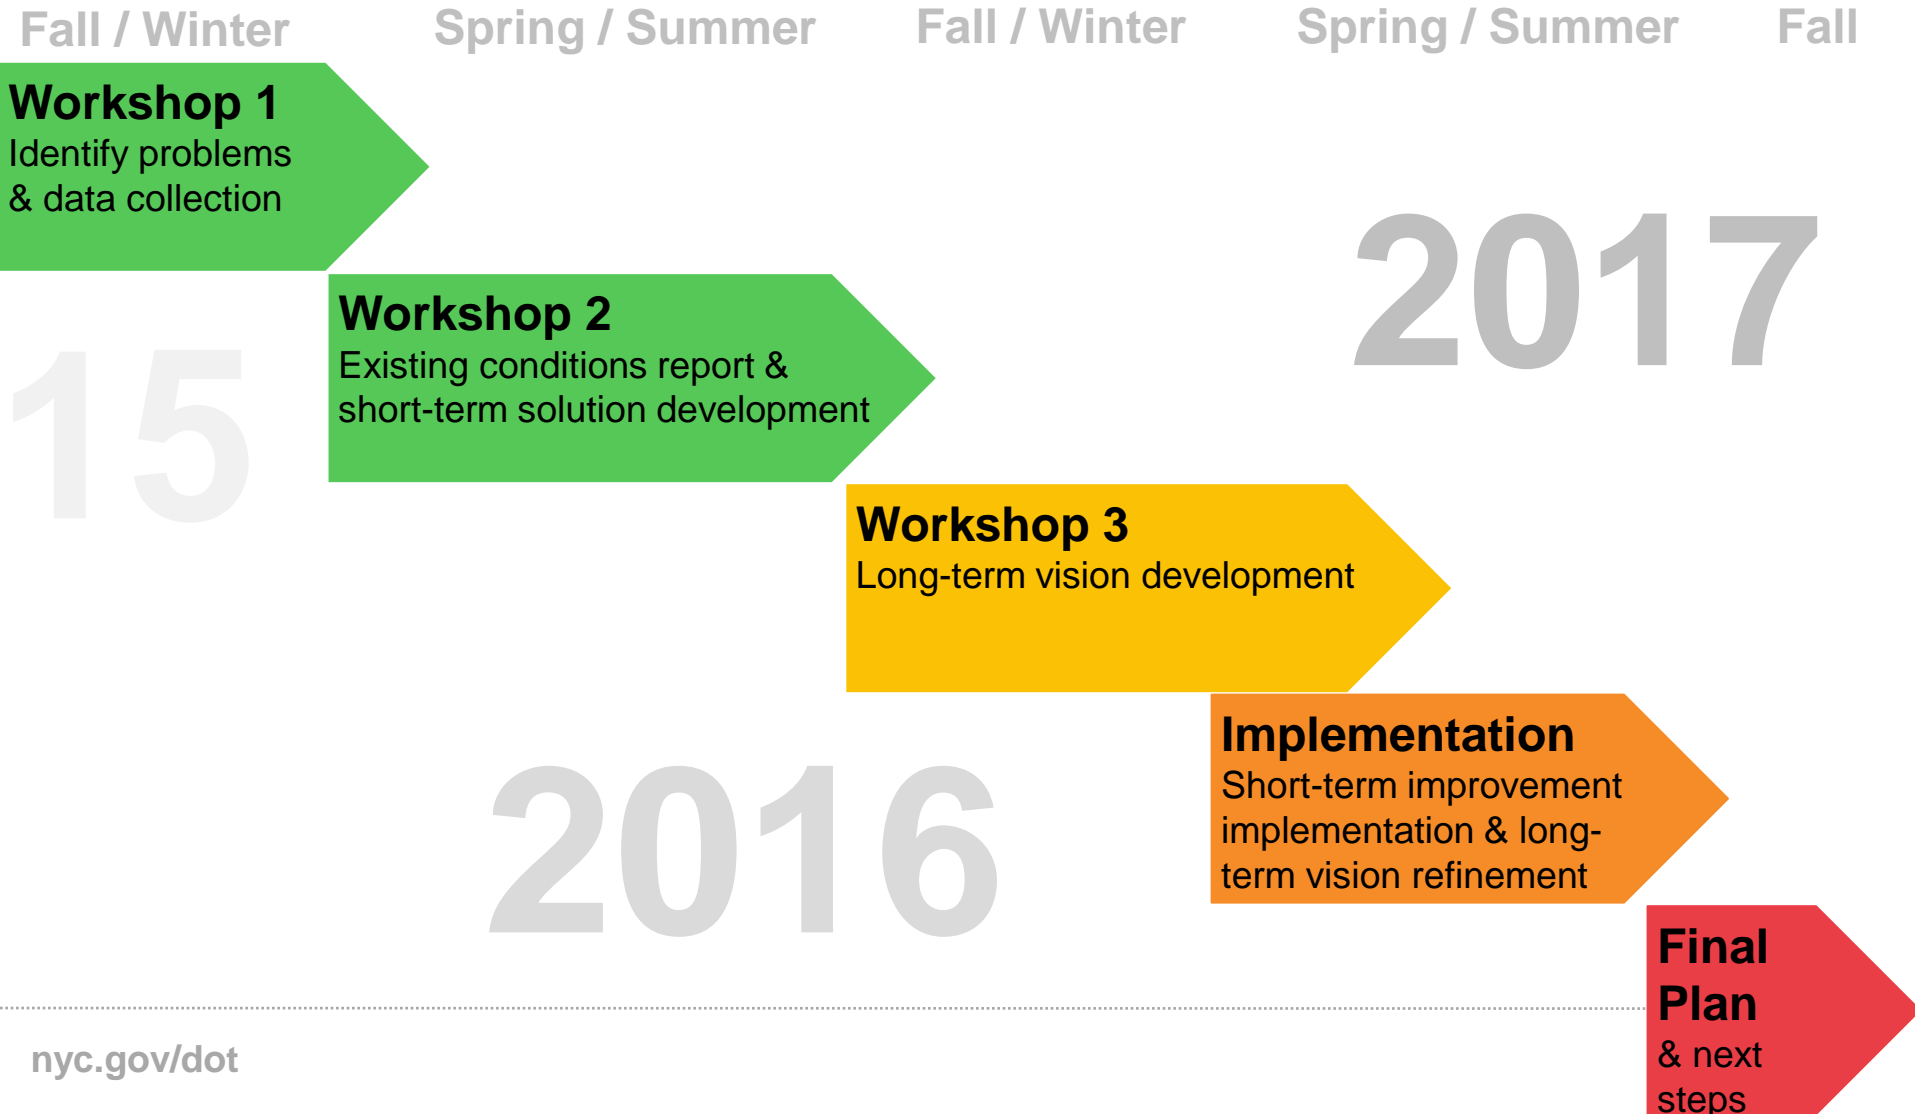 Fall / Winter Spring / Summer Fall / Winter Spring / Summer Fall
Workshop 1
Identify problems
& data collection
2017
Workshop 2
Existing conditions report &
short-term solution development
15
Workshop 3
Long-term vision development
Implementation
Short-term improvement
implementation & long-
term vision refinement
2016
Final
Plan
& next
steps
nyc.gov/dot